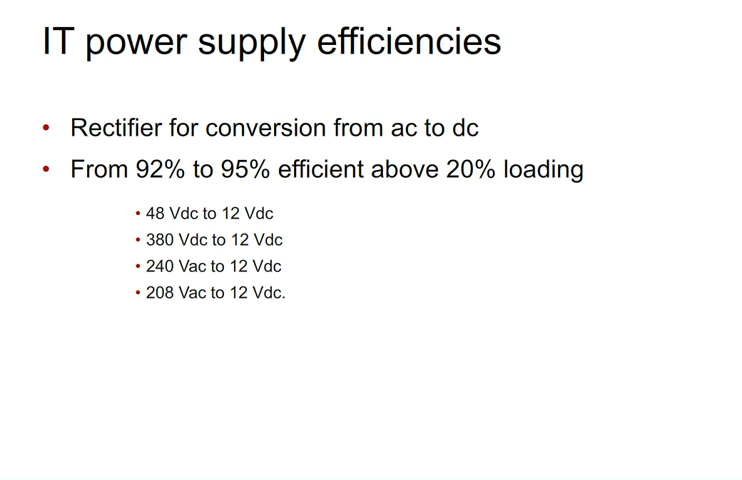 IT power supply efficiencies
• Rectifier for conversion from ac to dc
• From 92% to 95% efficient above 20% loading
• 48 Vdc to 12 Vdc
• 380 Vdc to 12 Vdc
• 240 Vac to 12 Vdc
• 208 Vac to 12 Vdc.